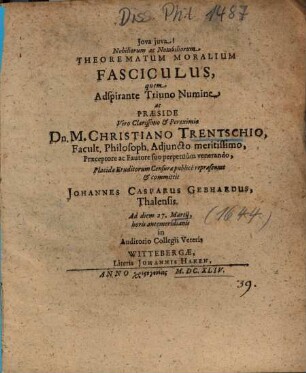 Diss. Phil 1487
Jova juva!
Nobiliorum ac Notabiliorum
THEOREMATUM MORALIUM
FASCICULUS,
quem
Adspirante Triuno Numine
ac
PRÆSIDE
Viro Clarissimo & Peroximio
DN. M. CHRISTIANO TRENTSCHIO,
Facult. Philosoph. Adjuncto meritissimo,
Præceptore ac Fautore suo perpetùm venerando,
Placidæ Eruditorum Censuræ publicè repræsentat
& committit
JOHANNES CASPARUS GEBHARDUS,
Thalensis.
Ad diem 27. Martij,
horis antemeridianis
in
Auditorio Collegii Veteris
(1644)
WITTEBERGÆ,
Literis JOHANNIS HAKEN,
ANNO M. DC. XLIV.
39.